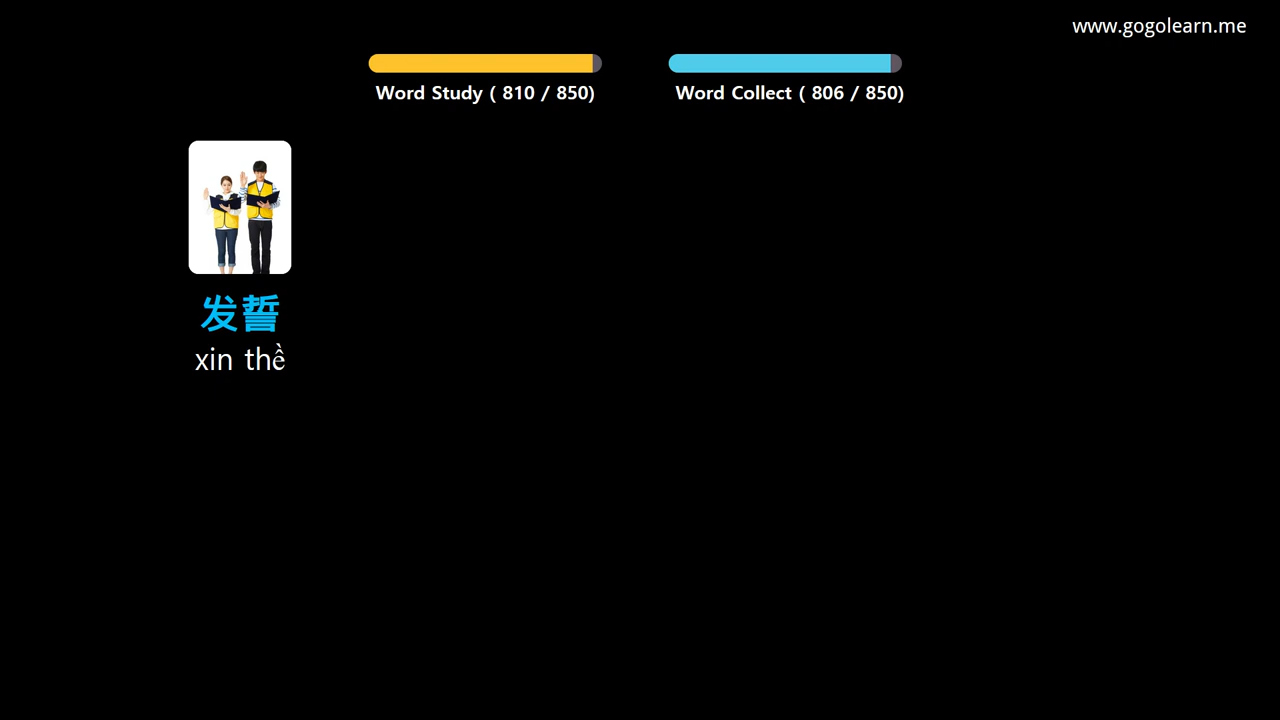 www.gogolearn.me
Word Study ( 810 / 850)
Word Collect ( 806 / 850)
发誓
xin thề